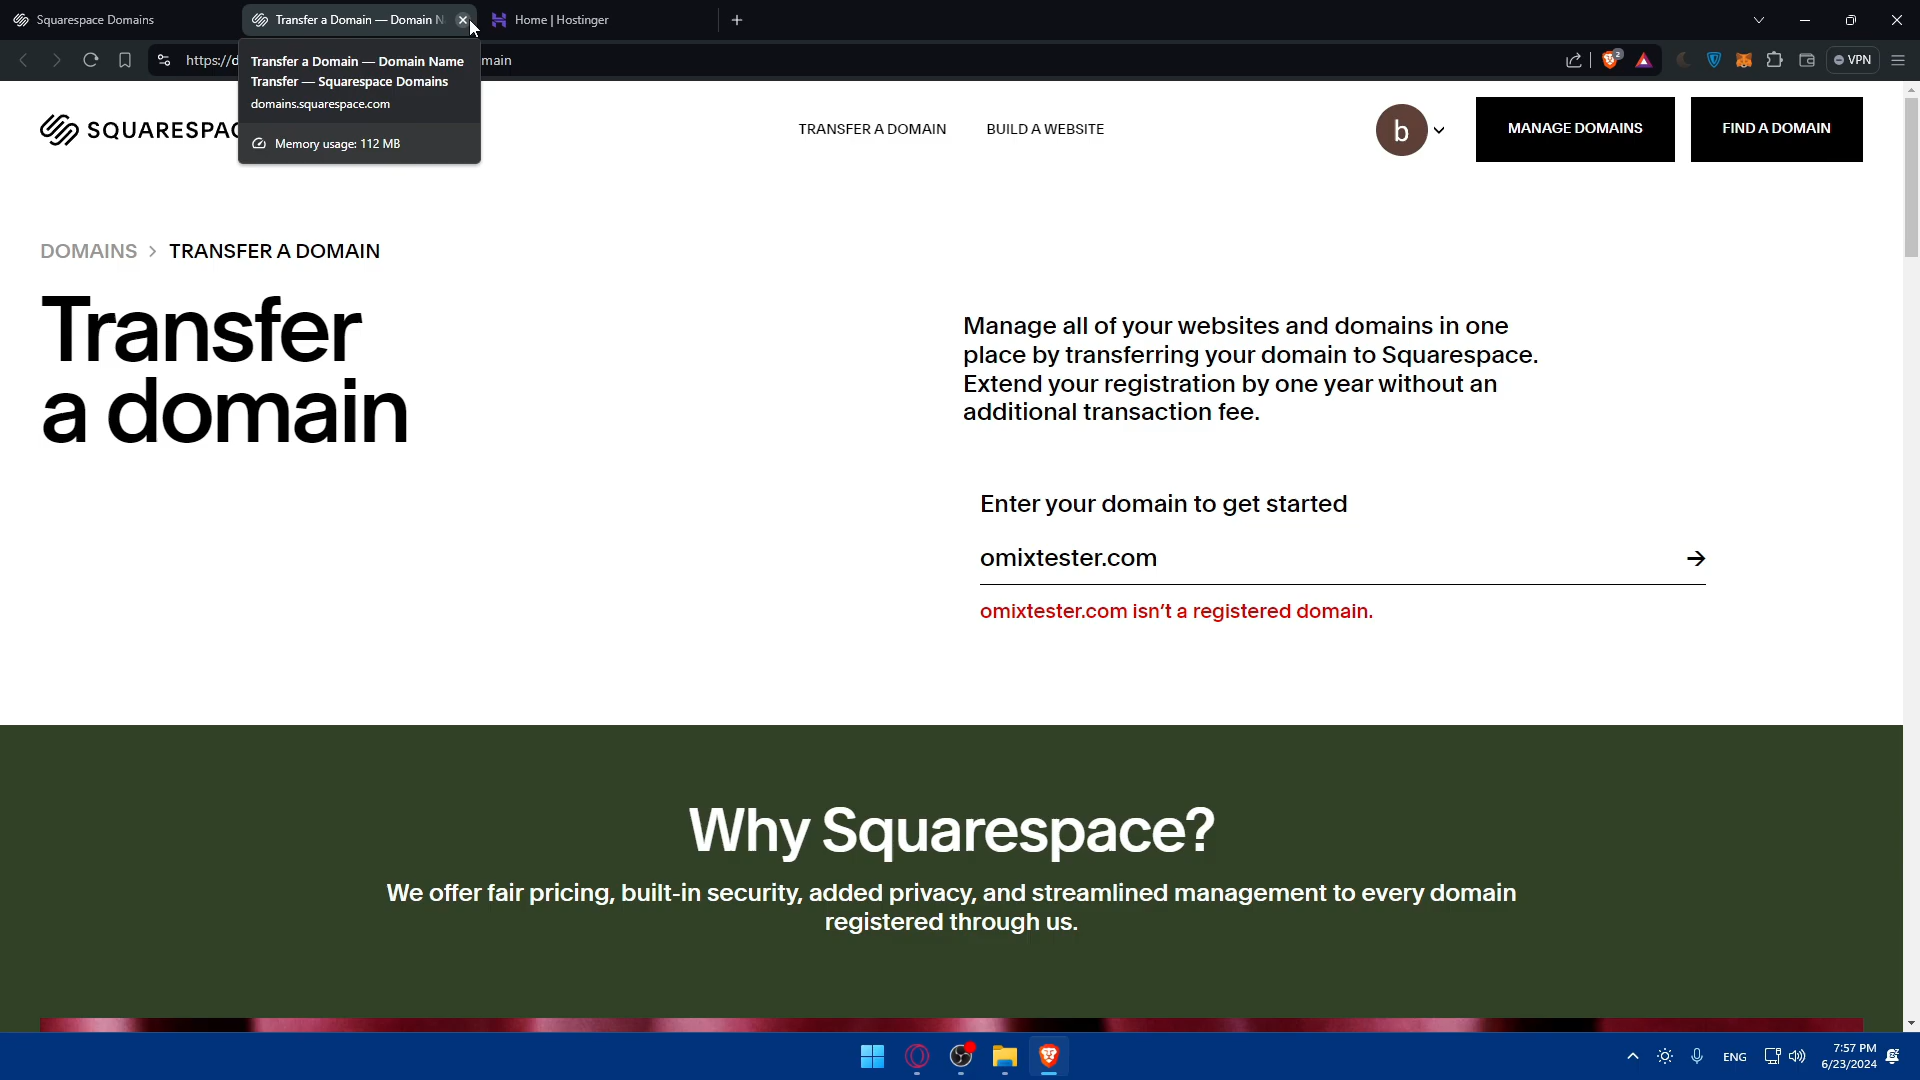 Squarespace Domains
Transfer a Domain — Domain N
Home | Hostinger
https://d
main
2
VPN
Transfer a Domain — Domain Name
Transfer — Squarespace Domains
domains.squarespace.com
Memory usage: 112 MB
SQUARESPAC
TRANSFER A DOMAIN
BUILD A WEBSITE
b
MANAGE DOMAINS
FIND A DOMAIN
DOMAINS > TRANSFER A DOMAIN
Transfer
a domain
Manage all of your websites and domains in one
place by transferring your domain to Squarespace.
Extend your registration by one year without an
additional transaction fee.
Enter your domain to get started
omixtester.com
omixtester.com isn't a registered domain.
Why Squarespace?
We offer fair pricing, built-in security, added privacy, and streamlined management to every domain
registered through us.
ENG
7:57 PM
6/23/2024